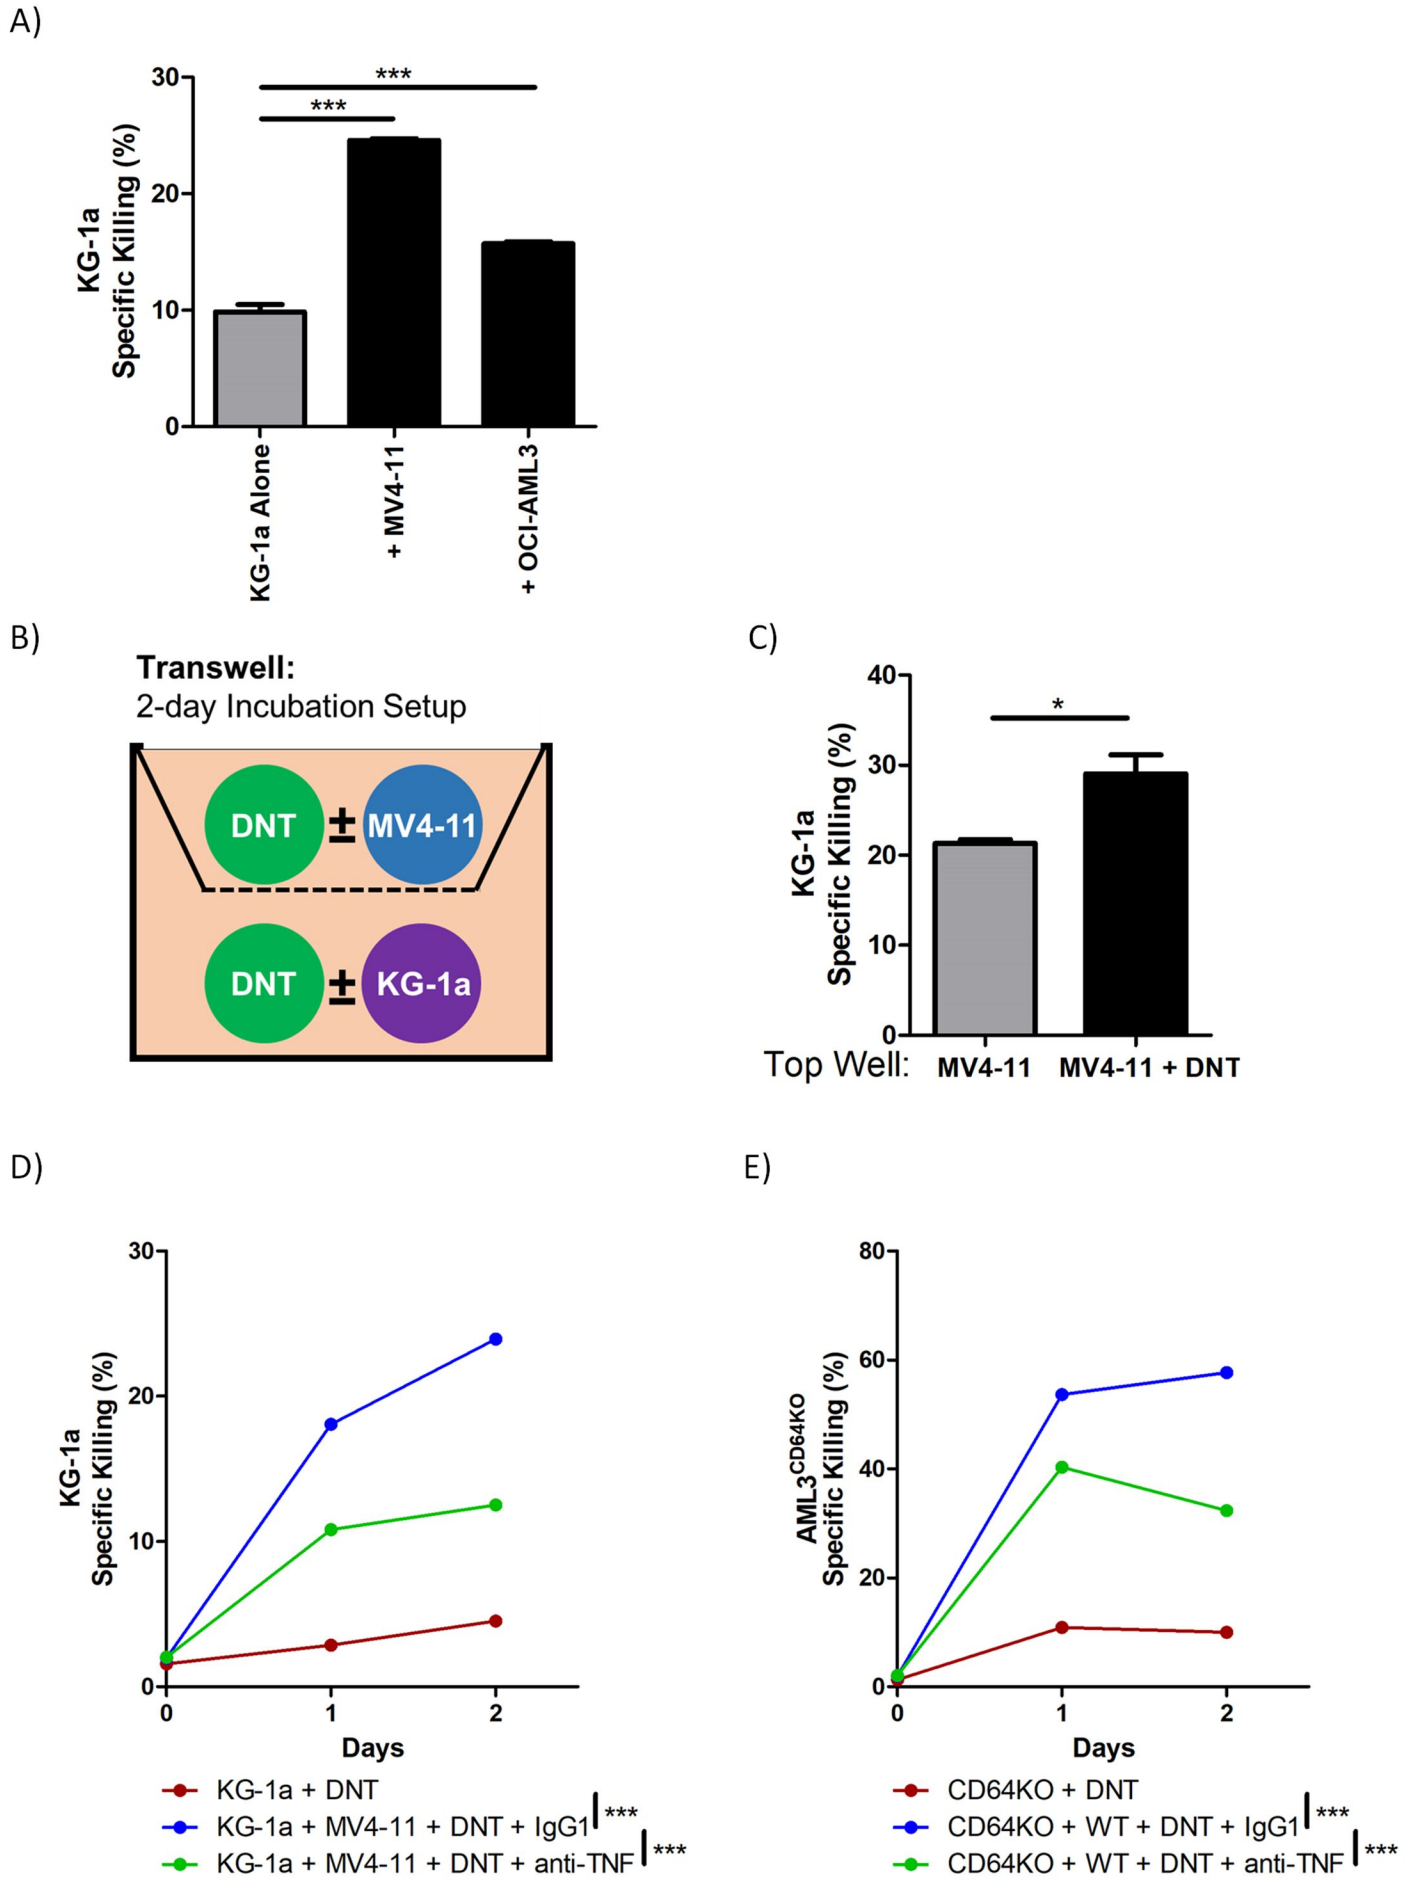 A)
30
20
10
0
KG-1a
Specific Killing (%)
***
***
KG-1a Alone
+ MV4-11
+ OCI-AML3
B)
Transwell:
2-day Incubation Setup
DNT ± MV4-11
DNT ± KG-1a
C)
40
30
20
10
0
KG-1a
Specific Killing (%)
*
Top Well: MV4-11 MV4-11 + DNT
D)
30
20
10
0
KG-1a
Specific Killing (%)
0 1 2
Days
KG-1a + DNT
KG-1a + MV4-11 + DNT + IgG1
KG-1a + MV4-11 + DNT + anti-TNF
***
***
E)
80
60
40
20
0
AML3CD64KO
Specific Killing (%)
0 1 2
Days
CD64KO + DNT
CD64KO + WT + DNT + IgG1
CD64KO + WT + DNT + anti-TNF
***
***